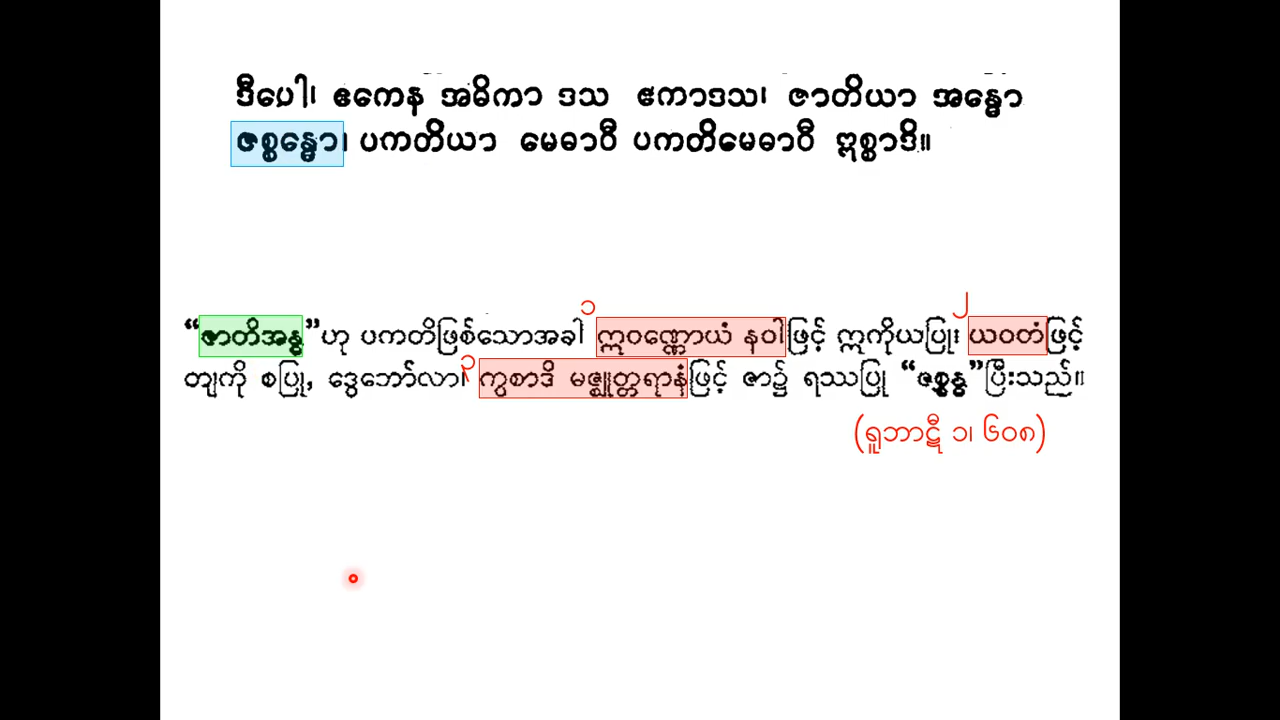 ဒီပေါ၊ ဧကေန အဓိကာ ဒသ ဧကာဒသ၊ ဇာတိယာ အန္ဓော
ဇစ္စန္ဓော၊ ပကတိယာ မေဓာဝီ ပကတိမေဓာဝီ ဣစ္စာဒိ။
၁ ၂
“ဇာတိအန္ဓ”ဟု ပကတိဖြစ်သောအခါ ဣဝဏ္ဏောယံ နဝါဖြင့် ဣကိုယပြု၊ ယဝတံဖြင့်
၃
တျကို စပြု, ဒွေဘော်လာ၊ ကွစာဒိ မဇ္ဈုတ္တရာနံဖြင့် ဇာ၌ ရဿပြု “ဇစ္စန္ဓ”ပြီးသည်။
(ရူဘာဋီ ၁၊ ၆၀၈)